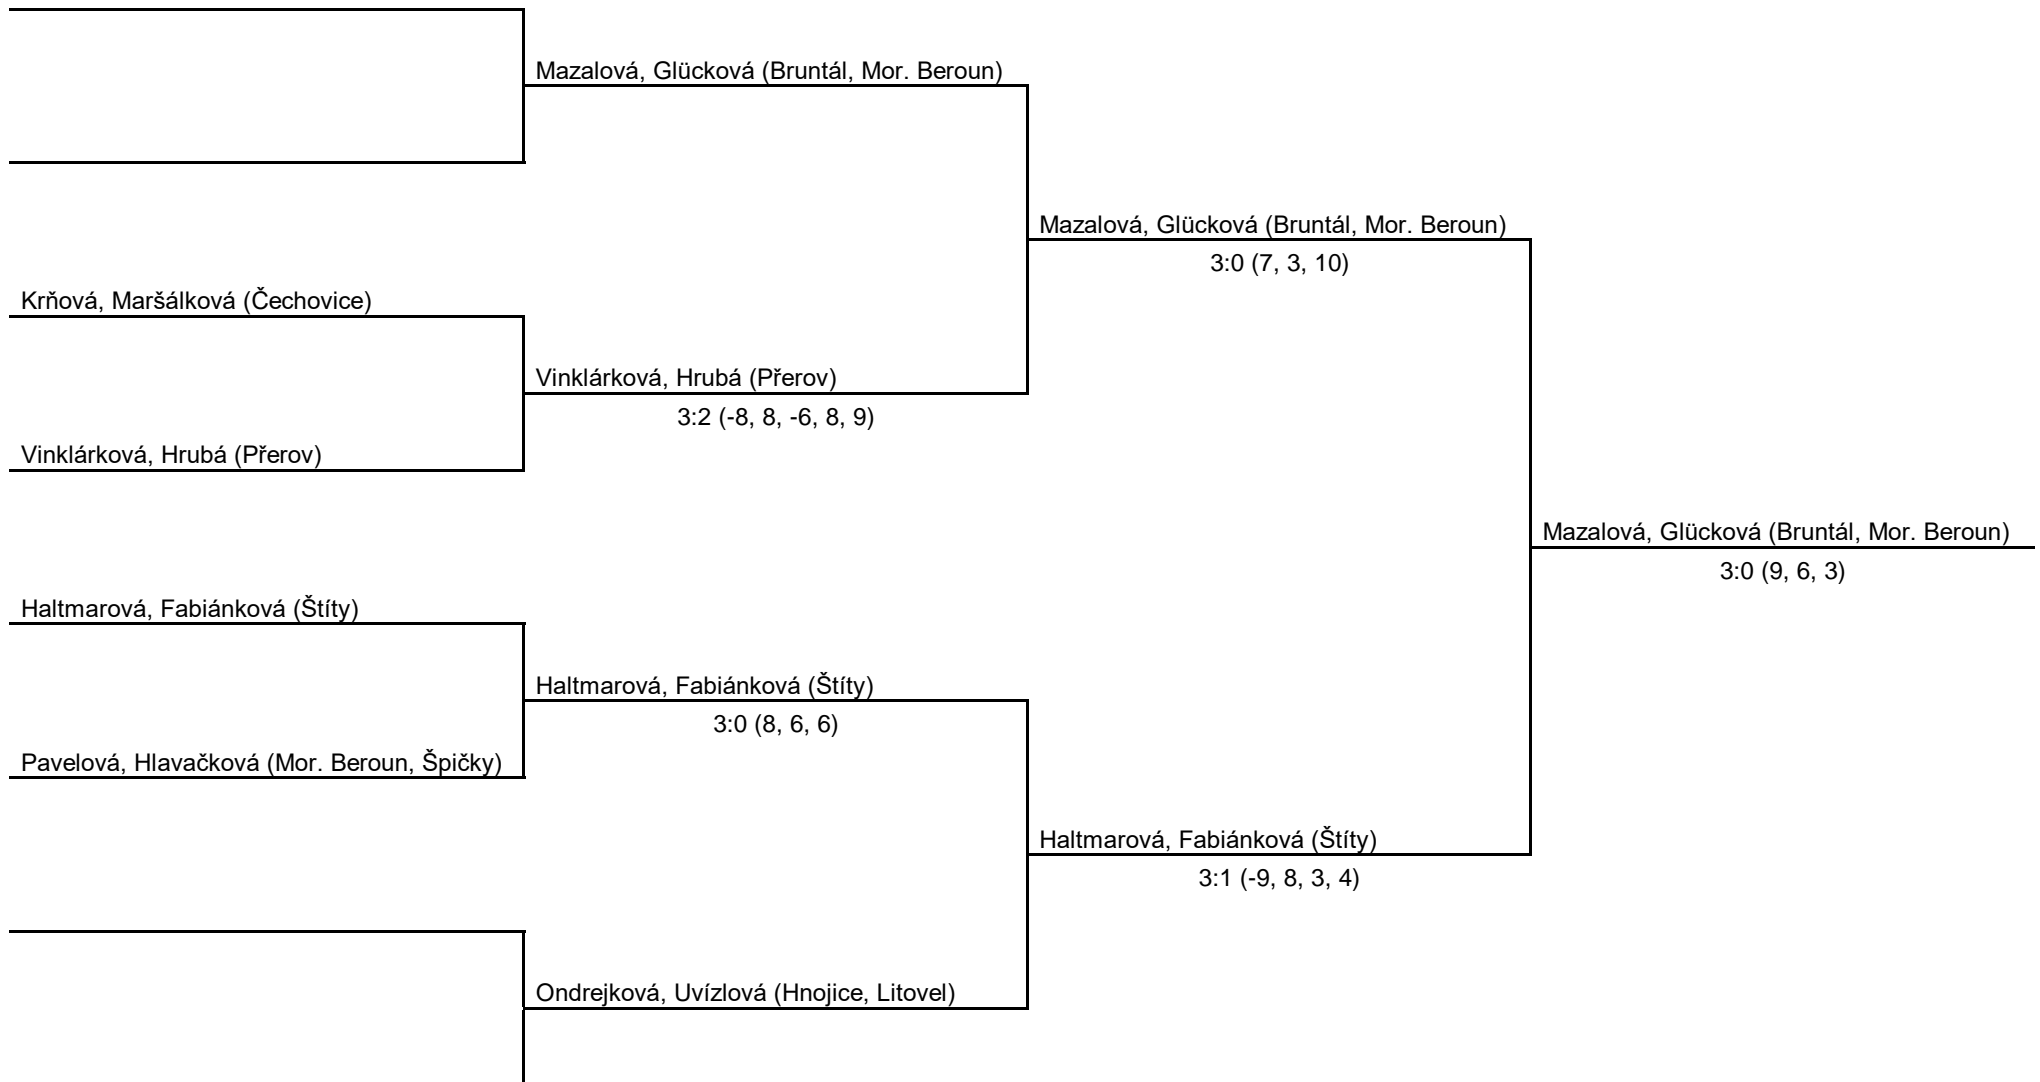 Mazalová, Glücková (Bruntál, Mor. Beroun)
Mazalová, Glücková (Bruntál, Mor. Beroun)
3:0 (7, 3, 10)
Krňová, Maršálková (Čechovice)
Vinklárková, Hrubá (Přerov)
3:2 (-8, 8, -6, 8, 9)
Vinklárková, Hrubá (Přerov)
Mazalová, Glücková (Bruntál, Mor. Beroun)
3:0 (9, 6, 3)
Haltmarová, Fabiánková (Štíty)
Haltmarová, Fabiánková (Štíty)
3:0 (8, 6, 6)
Pavelová, Hlavačková (Mor. Beroun, Špičky)
Haltmarová, Fabiánková (Štíty)
3:1 (-9, 8, 3, 4)
Ondrejková, Uvízlová (Hnojice, Litovel)